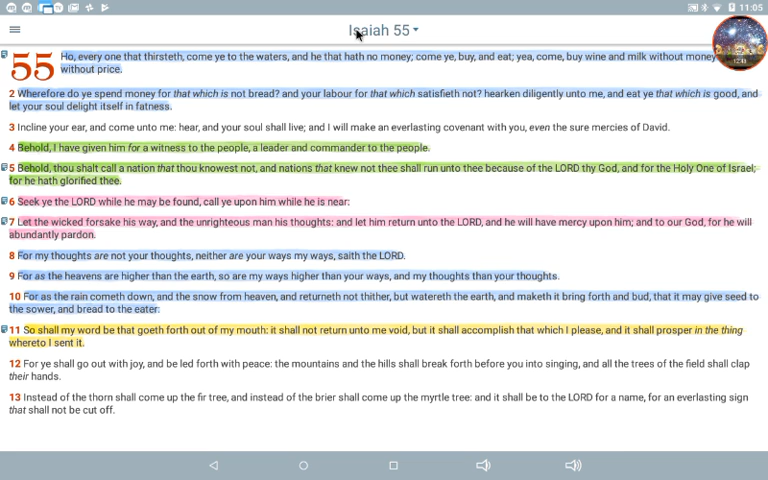 11:05
Isaiah 55
55 Ho, every one that thirsteth, come ye to the waters, and he that hath no money; come ye, buy, and eat; yea, come, buy wine and milk without money
without price.
2 Wherefore do ye spend money for that which is not bread? and your labour for that which satisfieth not? hearken diligently unto me, and eat ye that which is good, and
let your soul delight itself in fatness.
3 Incline your ear, and come unto me: hear, and your soul shall live; and I will make an everlasting covenant with you, even the sure mercies of David.
4 Behold, I have given him for a witness to the people, a leader and commander to the people.
5 Behold, thou shalt call a nation that thou knowest not, and nations that knew not thee shall run unto thee because of the LORD thy God, and for the Holy One of Israel;
for he hath glorified thee.
6 Seek ye the LORD while he may be found, call ye upon him while he is near:
7 Let the wicked forsake his way, and the unrighteous man his thoughts: and let him return unto the LORD, and he will have mercy upon him; and to our God, for he will
abundantly pardon.
8 For my thoughts are not your thoughts, neither are your ways my ways, saith the LORD.
9 For as the heavens are higher than the earth, so are my ways higher than your ways, and my thoughts than your thoughts.
10 For as the rain cometh down, and the snow from heaven, and returneth not thither, but watereth the earth, and maketh it bring forth and bud, that it may give seed to
the sower, and bread to the eater:
11 So shall my word be that goeth forth out of my mouth: it shall not return unto me void, but it shall accomplish that which I please, and it shall prosper in the thing
whereto I sent it.
12 For ye shall go out with joy, and be led forth with peace: the mountains and the hills shall break forth before you into singing, and all the trees of the field shall clap
their hands.
13 Instead of the thorn shall come up the fir tree, and instead of the brier shall come up the myrtle tree: and it shall be to the LORD for a name, for an everlasting sign
that shall not be cut off.